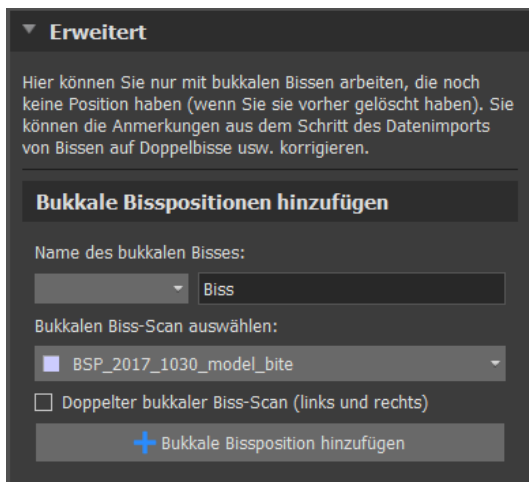 Erweitert
Hier können Sie nur mit bukkalen Bissen arbeiten, die noch
keine Position haben (wenn Sie sie vorher gelöscht haben). Sie
können die Anmerkungen aus dem Schritt des Datenimports
von Bissen auf Doppelbisse usw. korrigieren.
Bukkale Bisspositionen hinzufügen
Name des bukkalen Bisses:
Biss
Bukkalen Biss-Scan auswählen:
BSP_2017_1030_model_bite
Doppelter bukkaler Biss-Scan (links und rechts)
Bukkale Bissposition hinzufügen